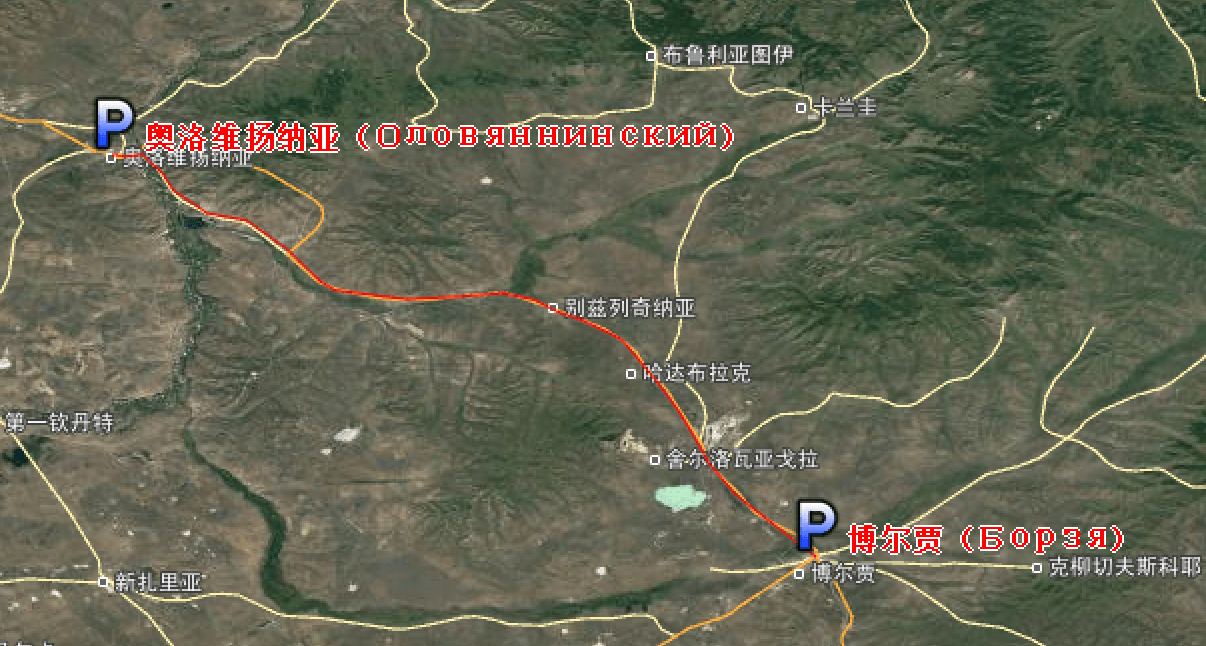 布鲁利亚图伊
卡兰圭
P
奥洛维扬纳亚（Оловяннинский）
奥洛维扬纳亚
别兹列奇纳亚
哈达布拉克
第一钦丹特
舍尔洛瓦亚戈拉
P
博尔贾（Борзя）
博尔贾
克柳切夫斯科耶
新扎里亚